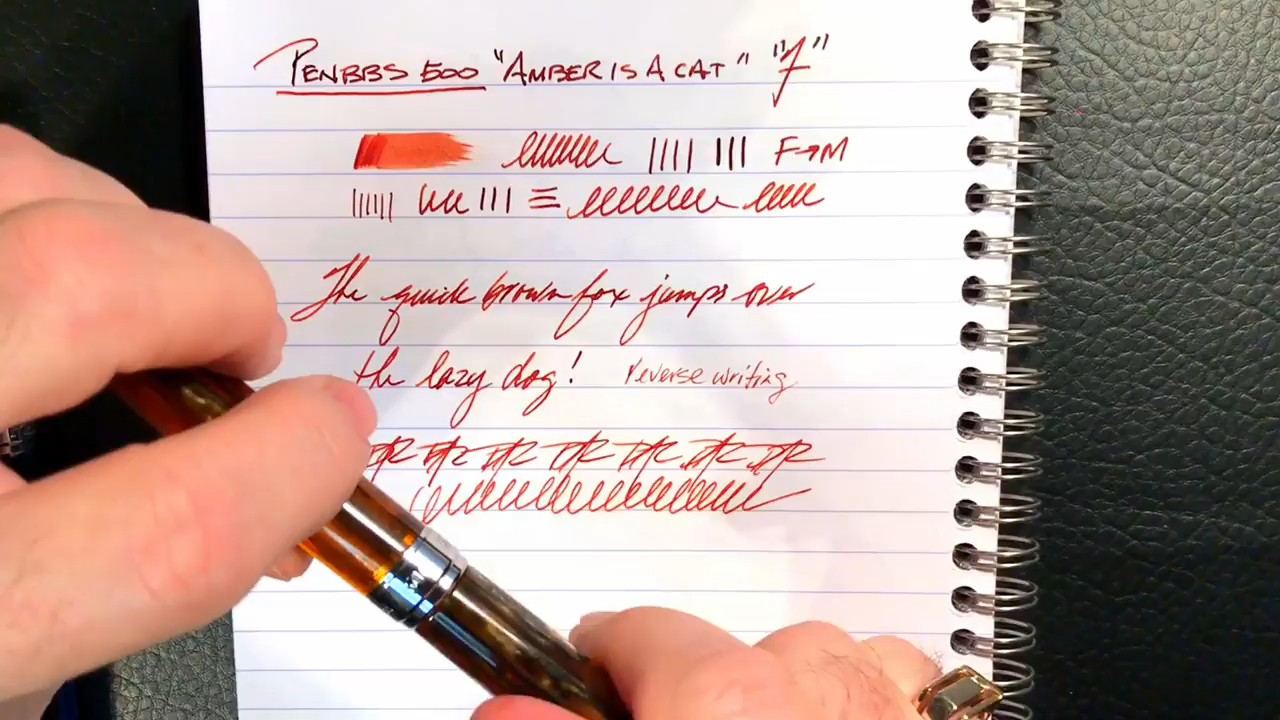 PENBBS 500 "AMBER IS A CAT" "f"
F→M
The quick brown fox jumps over
the lazy dog! reverse writing